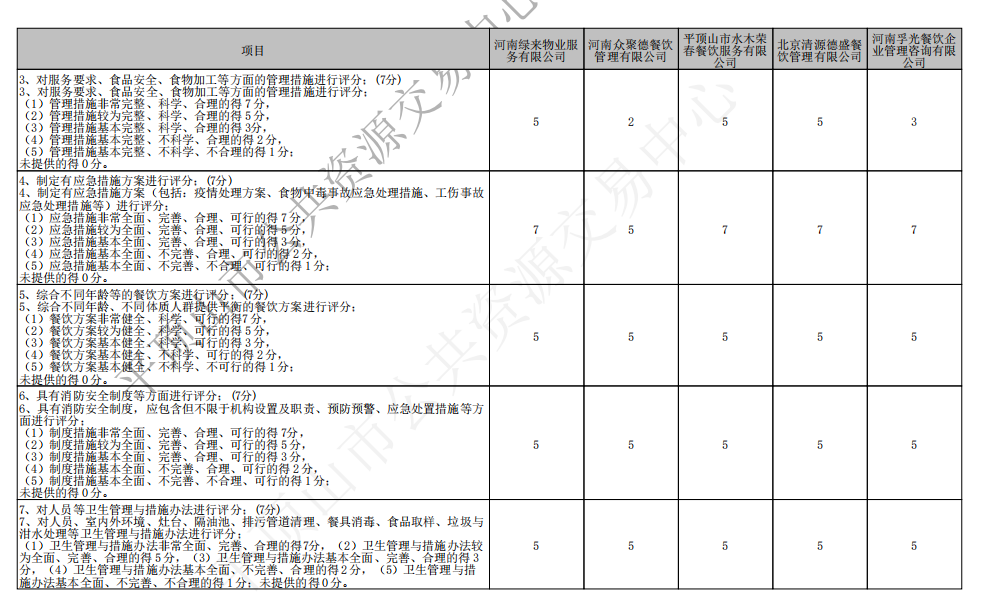 项目
河南绿来物业服
务有限公司
河南众聚德餐饮
管理有限公司
平顶山市水木荣
春餐饮服务有限
公司
北京清源德盛餐
饮管理有限公司
河南孚光餐饮企
业管理咨询有限
公司
3、对服务要求、食品安全、食物加工等方面的管理措施进行评分；(7分)
3、对服务要求、食品安全、食物加工等方面的管理措施进行评分；
（1）管理措施非常完整、科学、合理的得7分，
（2）管理措施较为完整、科学、合理的得5分，
（3）管理措施基本完整、科学、合理的得3分，
（4）管理措施基本完整、不科学、合理的得2分，
（5）管理措施基本完整、不科学、不合理的得1分；
未提供的得0分。
5
2
5
5
3
4、制定有应急措施方案进行评分；(7分)
4、制定有应急措施方案（包括：疫情处理方案、食物中毒事故应急处理措施、工伤事故
应急处理措施等）进行评分；
（1）应急措施非常全面、完善、合理、可行的得7分，
（2）应急措施较为全面、完善、合理、可行的得5分，
（3）应急措施基本全面、完善、合理、可行的得3分，
（4）应急措施基本全面、不完善、合理、可行的得2分，
（5）应急措施基本全面、不完善、不合理、可行的得1分；
未提供的得0分。
7
5
7
7
7
5、综合不同年龄等的餐饮方案进行评分；(7分)
5、综合不同年龄、不同体质人群提供平衡的餐饮方案进行评分；
（1）餐饮方案非常健全、科学、可行的得7分，
（2）餐饮方案较为健全、科学、可行的得5分，
（3）餐饮方案基本健全、科学、可行的得3分，
（4）餐饮方案基本健全、不科学、可行的得2分，
（5）餐饮方案基本健全、不科学、不可行的得1分；
未提供的得0分。
5
5
5
5
5
6、具有消防安全制度等方面进行评分；(7分)
6、具有消防安全制度，应包含但不限于机构设置及职责、预防预警、应急处置措施等方
面进行评分；
（1）制度措施非常全面、完善、合理、可行的得7分，
（2）制度措施较为全面、完善、合理、可行的得5分，
（3）制度措施基本全面、完善、合理、可行的得3分，
（4）制度措施基本全面、不完善、合理、可行的得2分，
（5）制度措施基本全面、不完善、不合理、可行的得1分；
未提供的得0分。
5
5
5
5
5
7、对人员等卫生管理与措施办法进行评分；(7分)
7、对人员、室内外环境、灶台、隔油池、排污管道清理、餐具消毒、食品取样、垃圾与
泔水处理等卫生管理与措施办法进行评分；
（1）卫生管理与措施办法非常全面、完善、合理的得7分，（2）卫生管理与措施办法较
为全面、完善、合理的得5分，（3）卫生管理与措施办法基本全面、完善、合理的得3
分，（4）卫生管理与措施办法基本全面、不完善、合理的得2分，（5）卫生管理与措
施办法基本全面、不完善、不合理的得1分；未提供的得0分。
5
5
5
5
5
平顶山市公共资源交易中心
顶山市公共资源交易中心